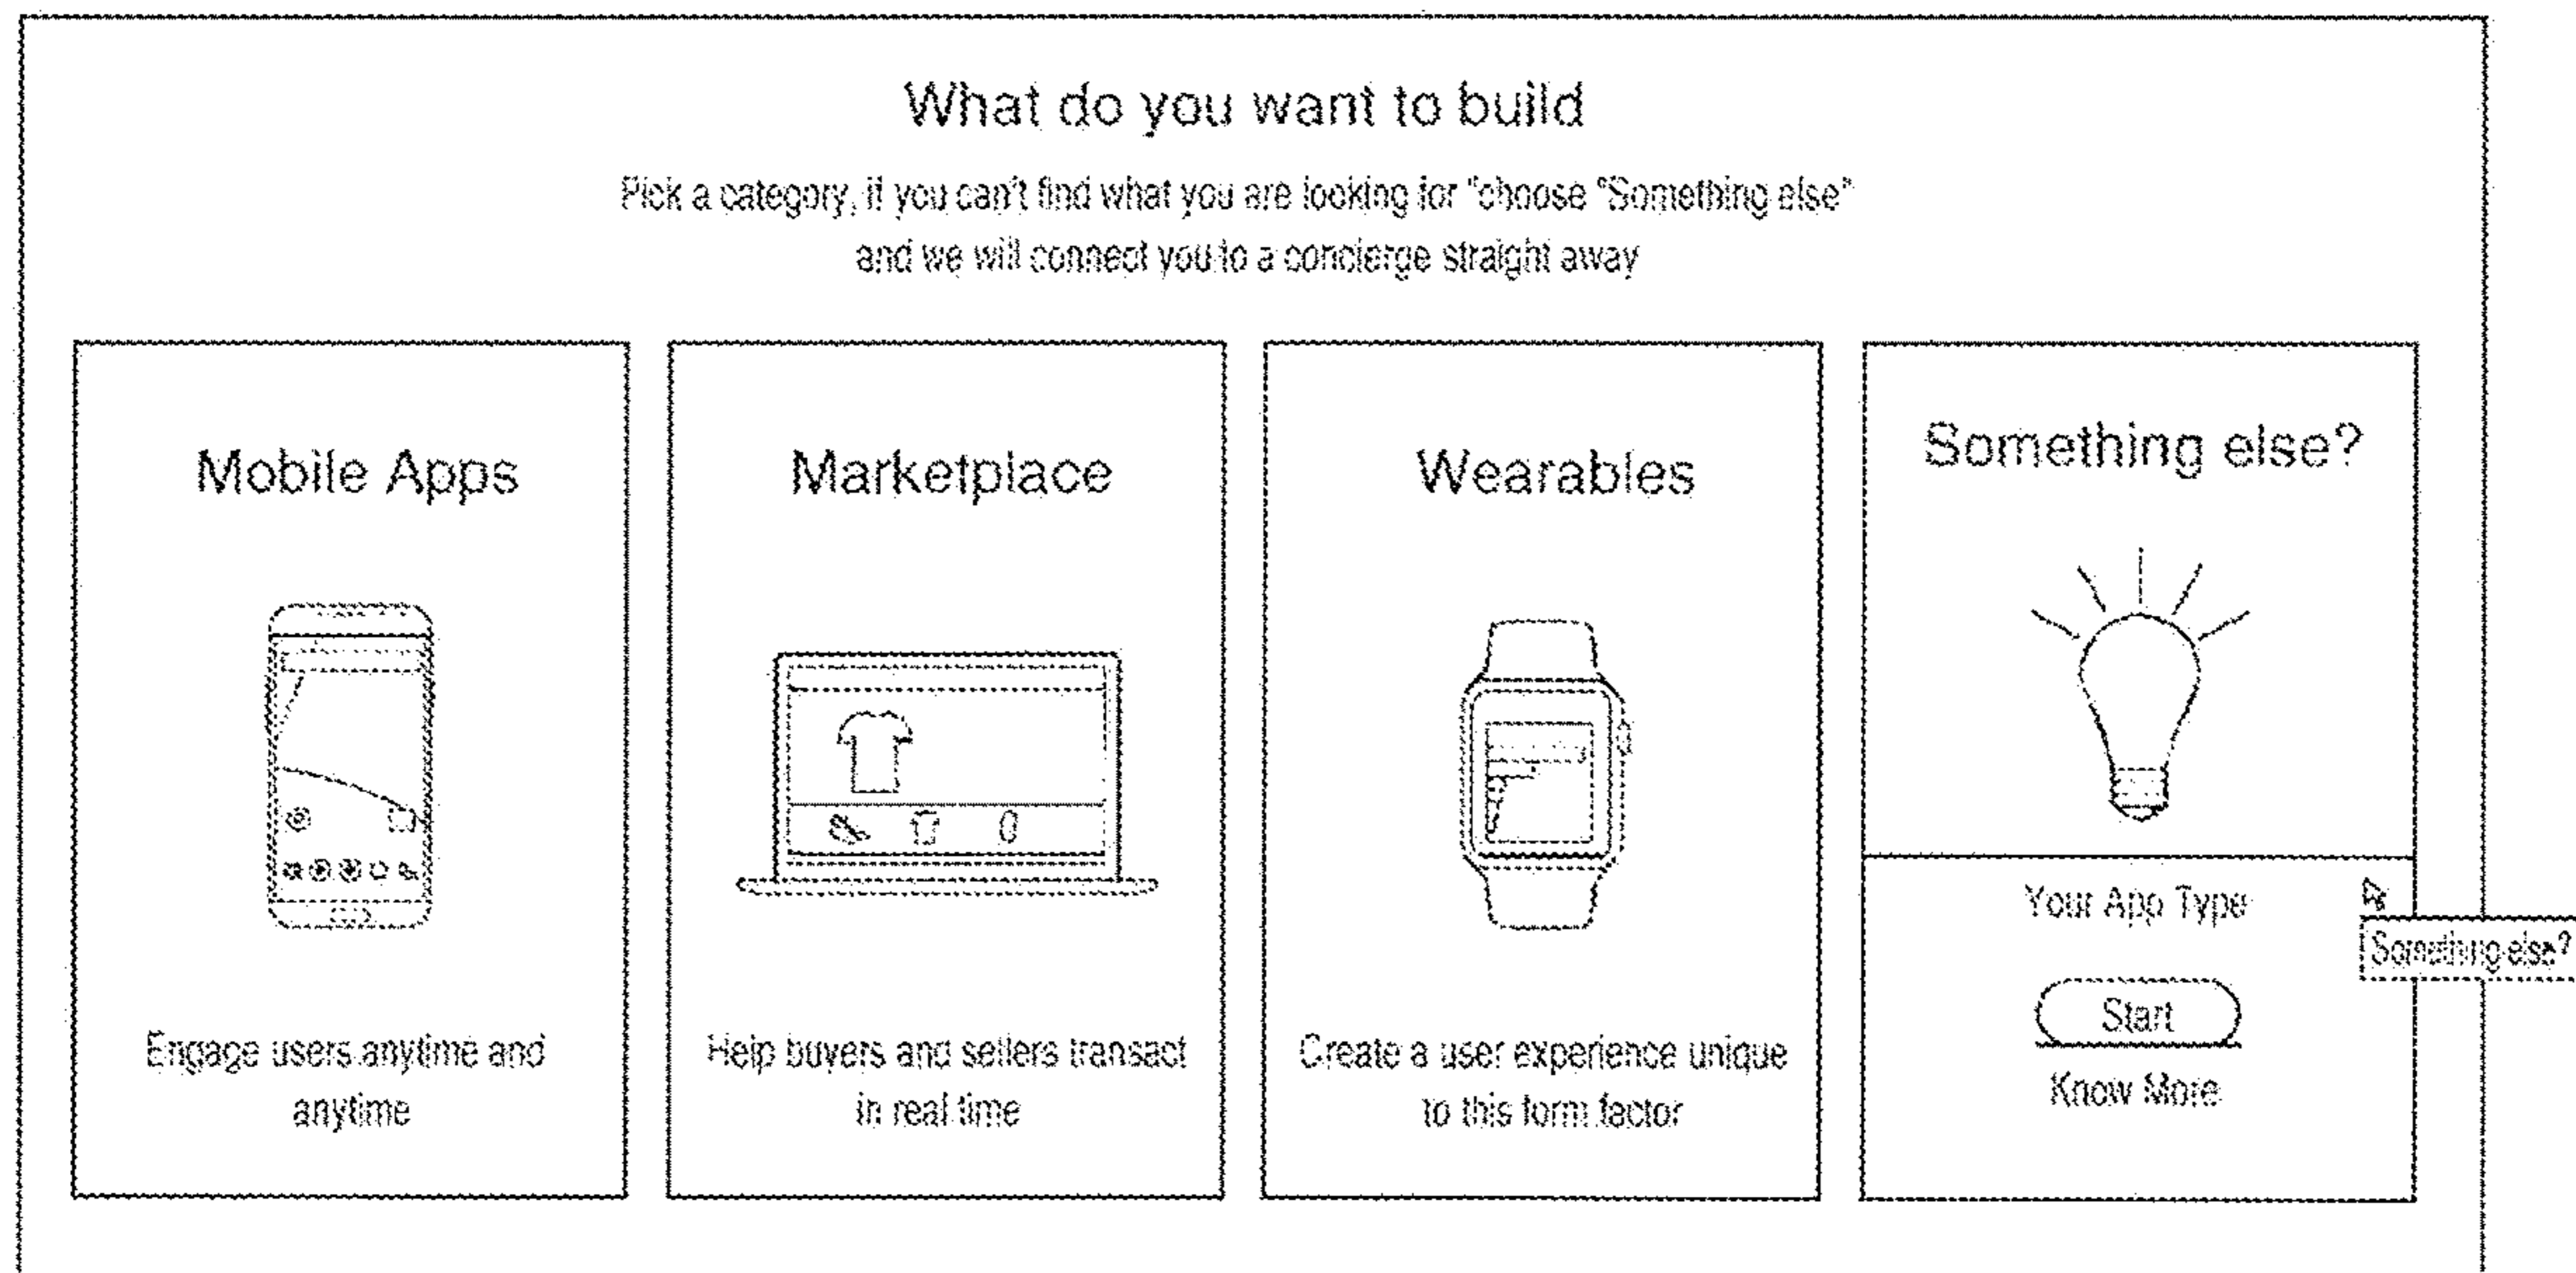 What do you want to build
Pick a category, if you can't find what you are looking for "choose "Something else"
and we will connect you to a concierge straight away
Mobile Apps
Engage users anytime and
anytime
Marketplace
Help buyers and sellers transact
in real time
Wearables
Create a user experience unique
to this form factor
Something else?
Your App Type
Something else?
Start
Know More